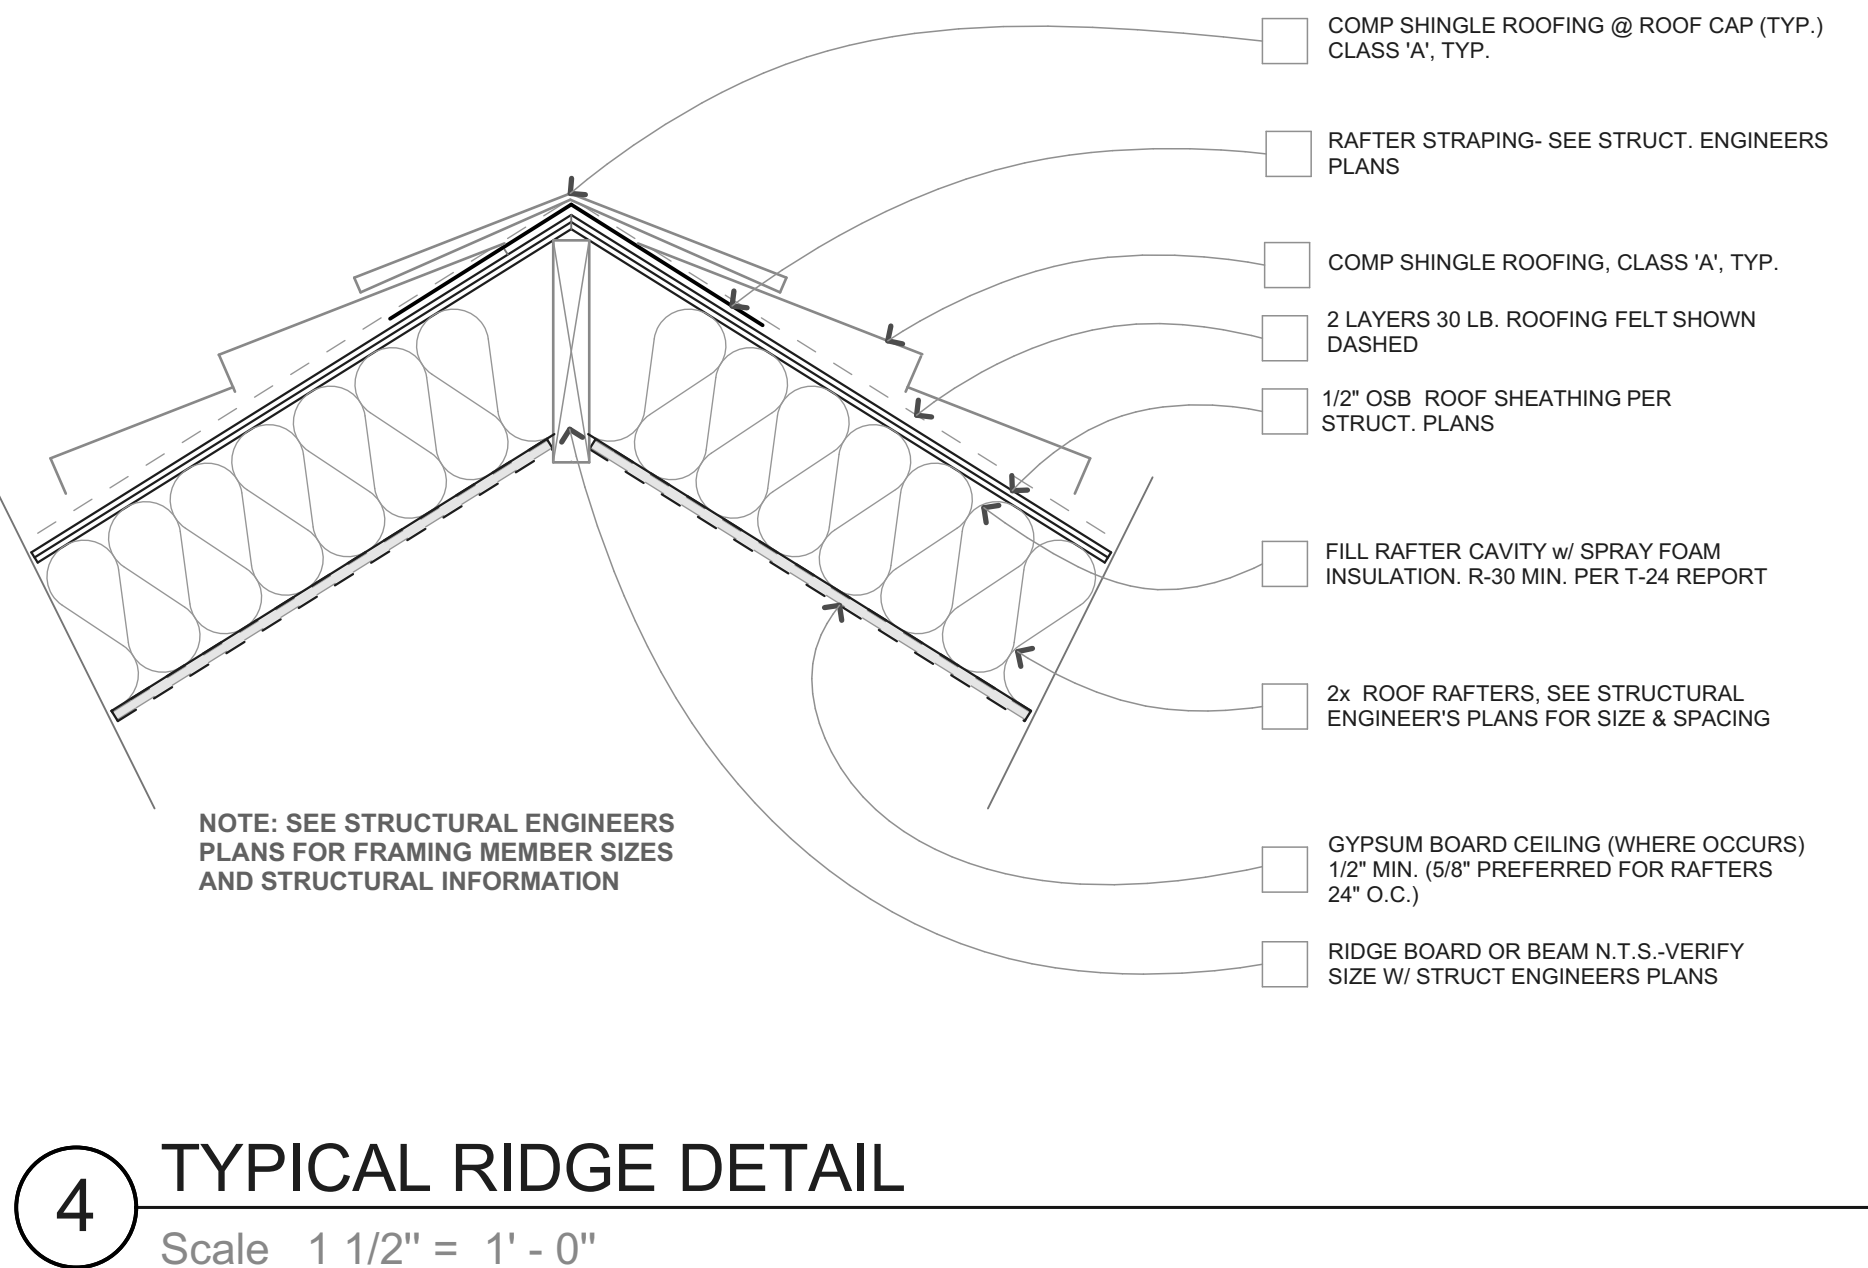 COMP SHINGLE ROOFING @ ROOF CAP (TYP.)
CLASS 'A', TYP.
RAFTER STRAPING- SEE STRUCT. ENGINEERS
PLANS
COMP SHINGLE ROOFING, CLASS 'A', TYP.
2 LAYERS 30 LB. ROOFING FELT SHOWN
DASHED
1/2" OSB  ROOF SHEATHING PER
STRUCT. PLANS
FILL RAFTER CAVITY w/ SPRAY FOAM
INSULATION. R-30 MIN. PER T-24 REPORT
2x  ROOF RAFTERS, SEE STRUCTURAL
ENGINEER'S PLANS FOR SIZE & SPACING
GYPSUM BOARD CEILING (WHERE OCCURS)
1/2" MIN. (5/8" PREFERRED FOR RAFTERS
24" O.C.)
RIDGE BOARD OR BEAM N.T.S.-VERIFY
SIZE W/ STRUCT ENGINEERS PLANS
NOTE: SEE STRUCTURAL ENGINEERS
PLANS FOR FRAMING MEMBER SIZES
AND STRUCTURAL INFORMATION
4
TYPICAL RIDGE DETAIL
Scale   1 1/2" =  1' - 0"